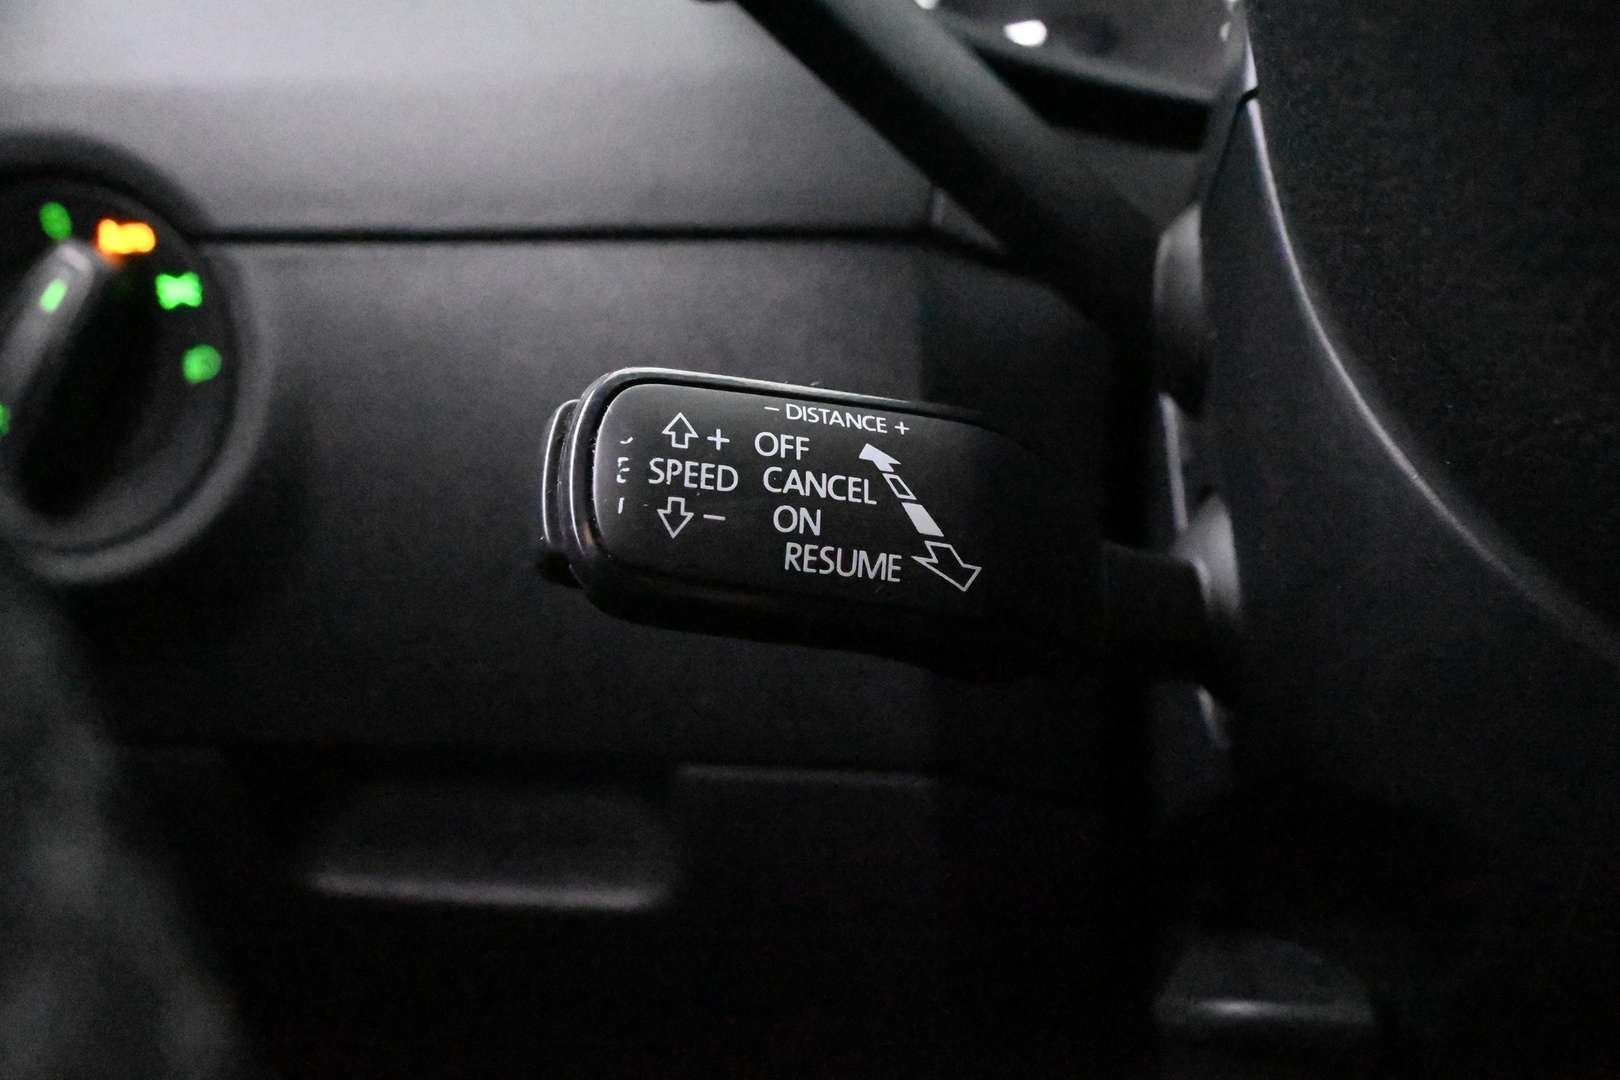 - DISTANCE +
+ OFF
SPEED CANCEL
- ON
RESUME